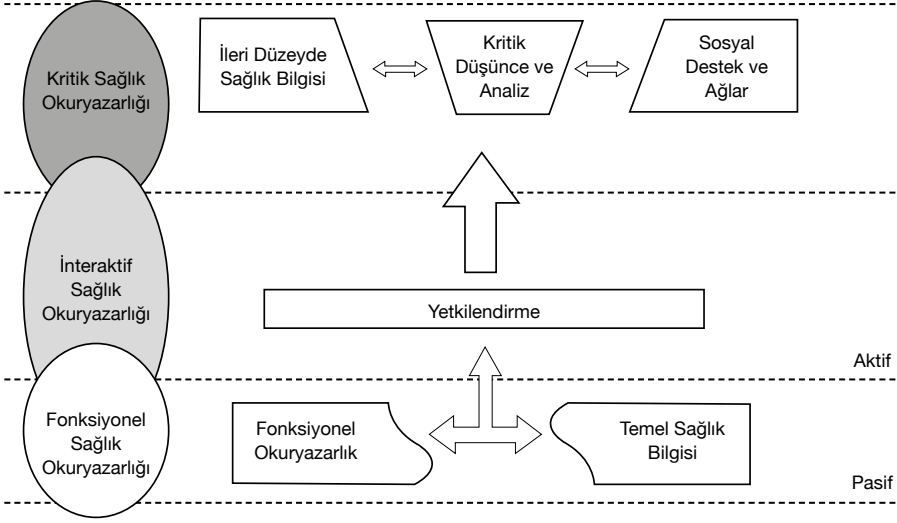 Kritik Sağlık
Okuryazarlığı
İleri Düzeyde
Sağlık Bilgisi
Kritik
Düşünce ve
Analiz
Sosyal
Destek ve
Ağlar
İnteraktif
Sağlık
Okuryazarlığı
Yetkilendirme
Aktif
Fonksiyonel
Sağlık
Okuryazarlığı
Fonksiyonel
Okuryazarlık
Temel Sağlık
Bilgisi
Pasif